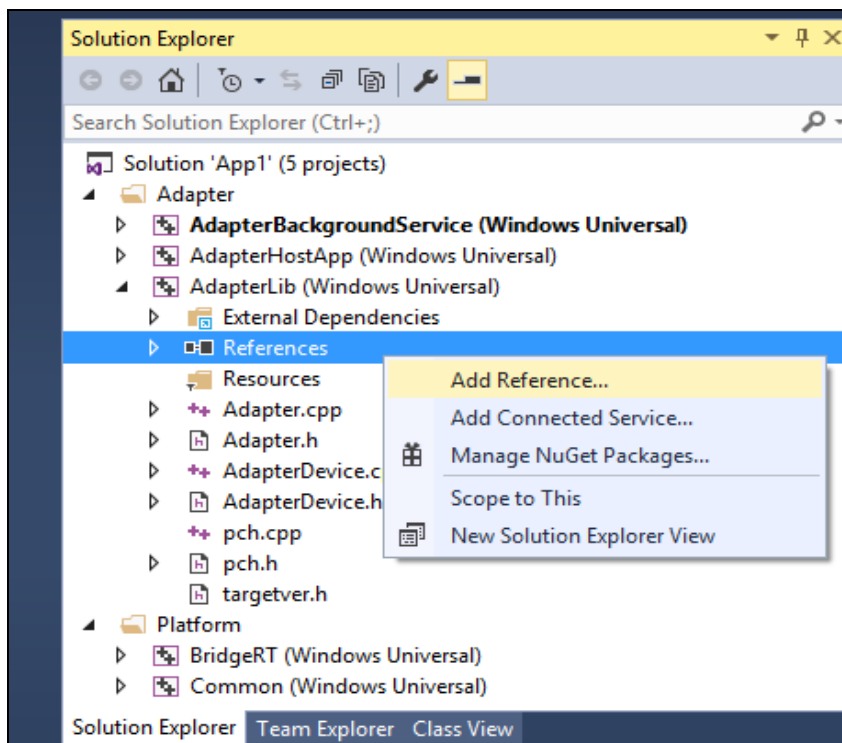 Solution Explorer
Search Solution Explorer (Ctrl+;)
Solution 'App1' (5 projects)
Adapter
AdapterBackgroundService (Windows Universal)
AdapterHostApp (Windows Universal)
AdapterLib (Windows Universal)
External Dependencies
References
Resources
Adapter.cpp
Adapter.h
AdapterDevice.c
AdapterDevice.h
pch.cpp
pch.h
targetver.h
Add Reference...
Add Connected Service...
Manage NuGet Packages...
Scope to This
New Solution Explorer View
Platform
BridgeRT (Windows Universal)
Common (Windows Universal)
Solution Explorer Team Explorer Class View